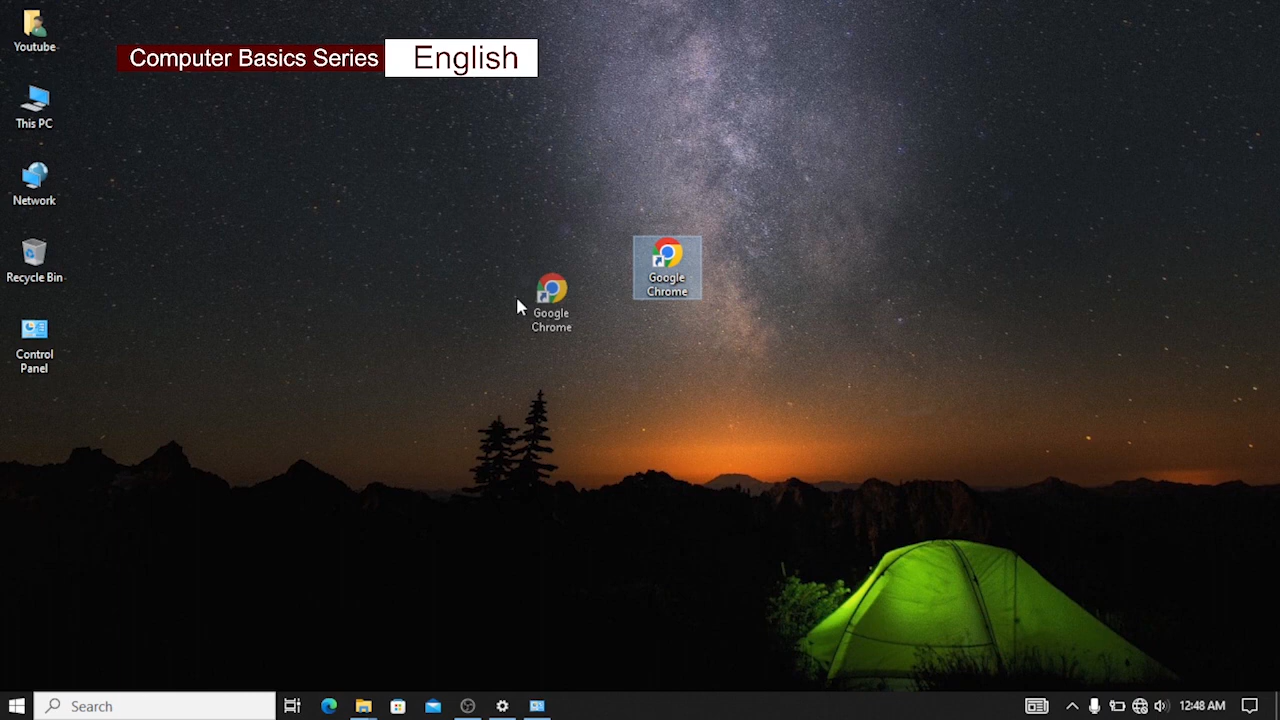 Youtube
Computer Basics Series English
This PC
Network
Recycle Bin
Google
Chrome
Google
Chrome
Control
Panel
Search
12:48 AM